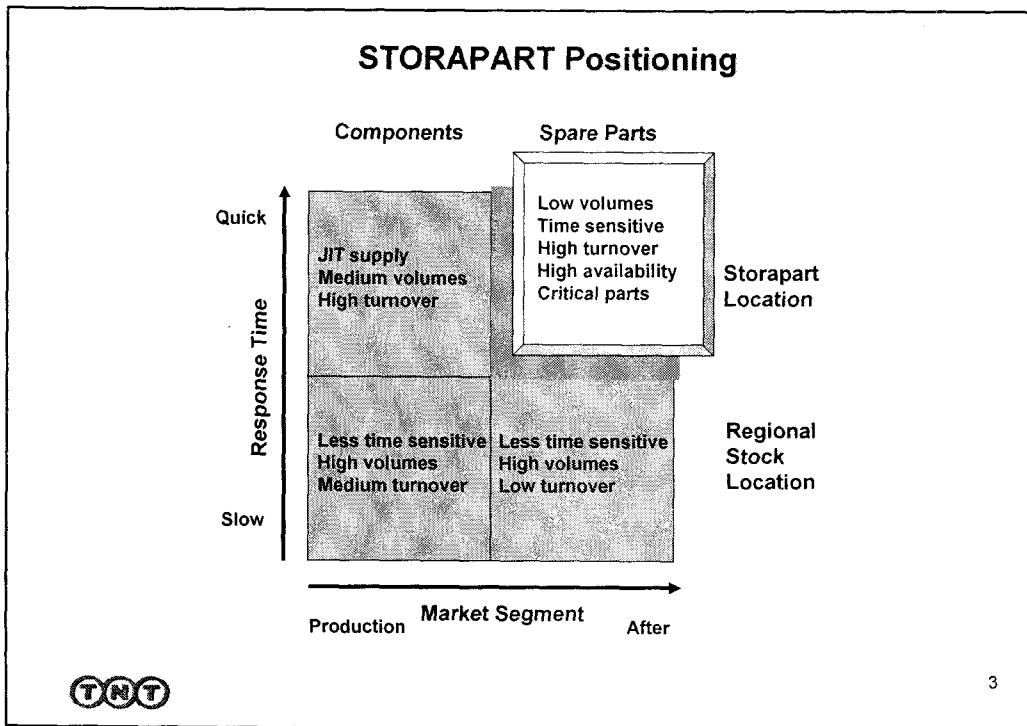 STORAPART Positioning
Components
Spare Parts
Quick
Response Time
Slow
JIT supply
Medium volumes
High turnover
Low volumes
Time sensitive
High turnover
High availability
Critical parts
Storapart
Location
Less time sensitive
High volumes
Medium turnover
Less time sensitive
High volumes
Low turnover
Regional
Stock
Location
Market Segment
Production
After
TNT
3